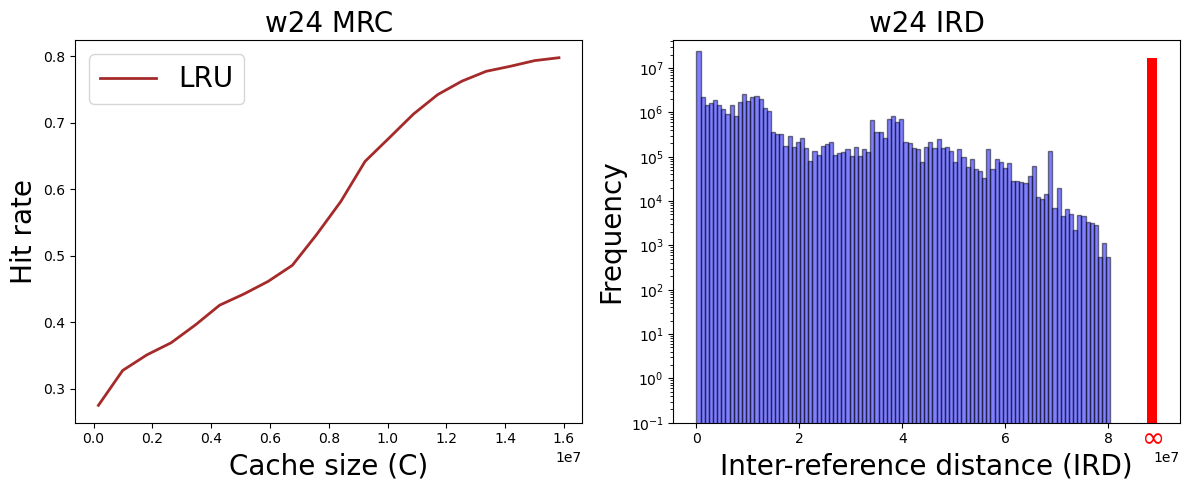 w24 MRC
LRU
Hit rate
0.8
0.7
0.6
0.5
0.4
0.3
0.0 0.2 0.4 0.6 0.8 1.0 1.2 1.4 1.6
1e7
Cache size (C)
w24 IRD
Frequency
10^7
10^6
10^5
10^4
10^3
10^2
10^1
10^0
10^-1
0 2 4 6 8 ∞
1e7
Inter-reference distance (IRD)